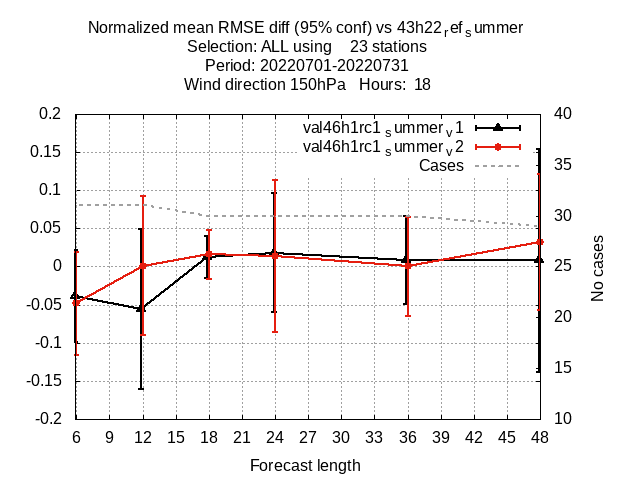 Normalized mean RMSE diff (95% conf) vs 43h22_ref_summer
Selection: ALL using 23 stations
Period: 20220701-20220731
Wind direction 150hPa Hours: 18
0.2
0.15
0.1
0.05
0
-0.05
-0.1
-0.15
-0.2
val46h1rc1_summer_v1
val46h1rc1_summer_v2
Cases
40
35
30
25
20
15
10
No cases
6 9 12 15 18 21 24 27 30 33 36 39 42 45 48
Forecast length